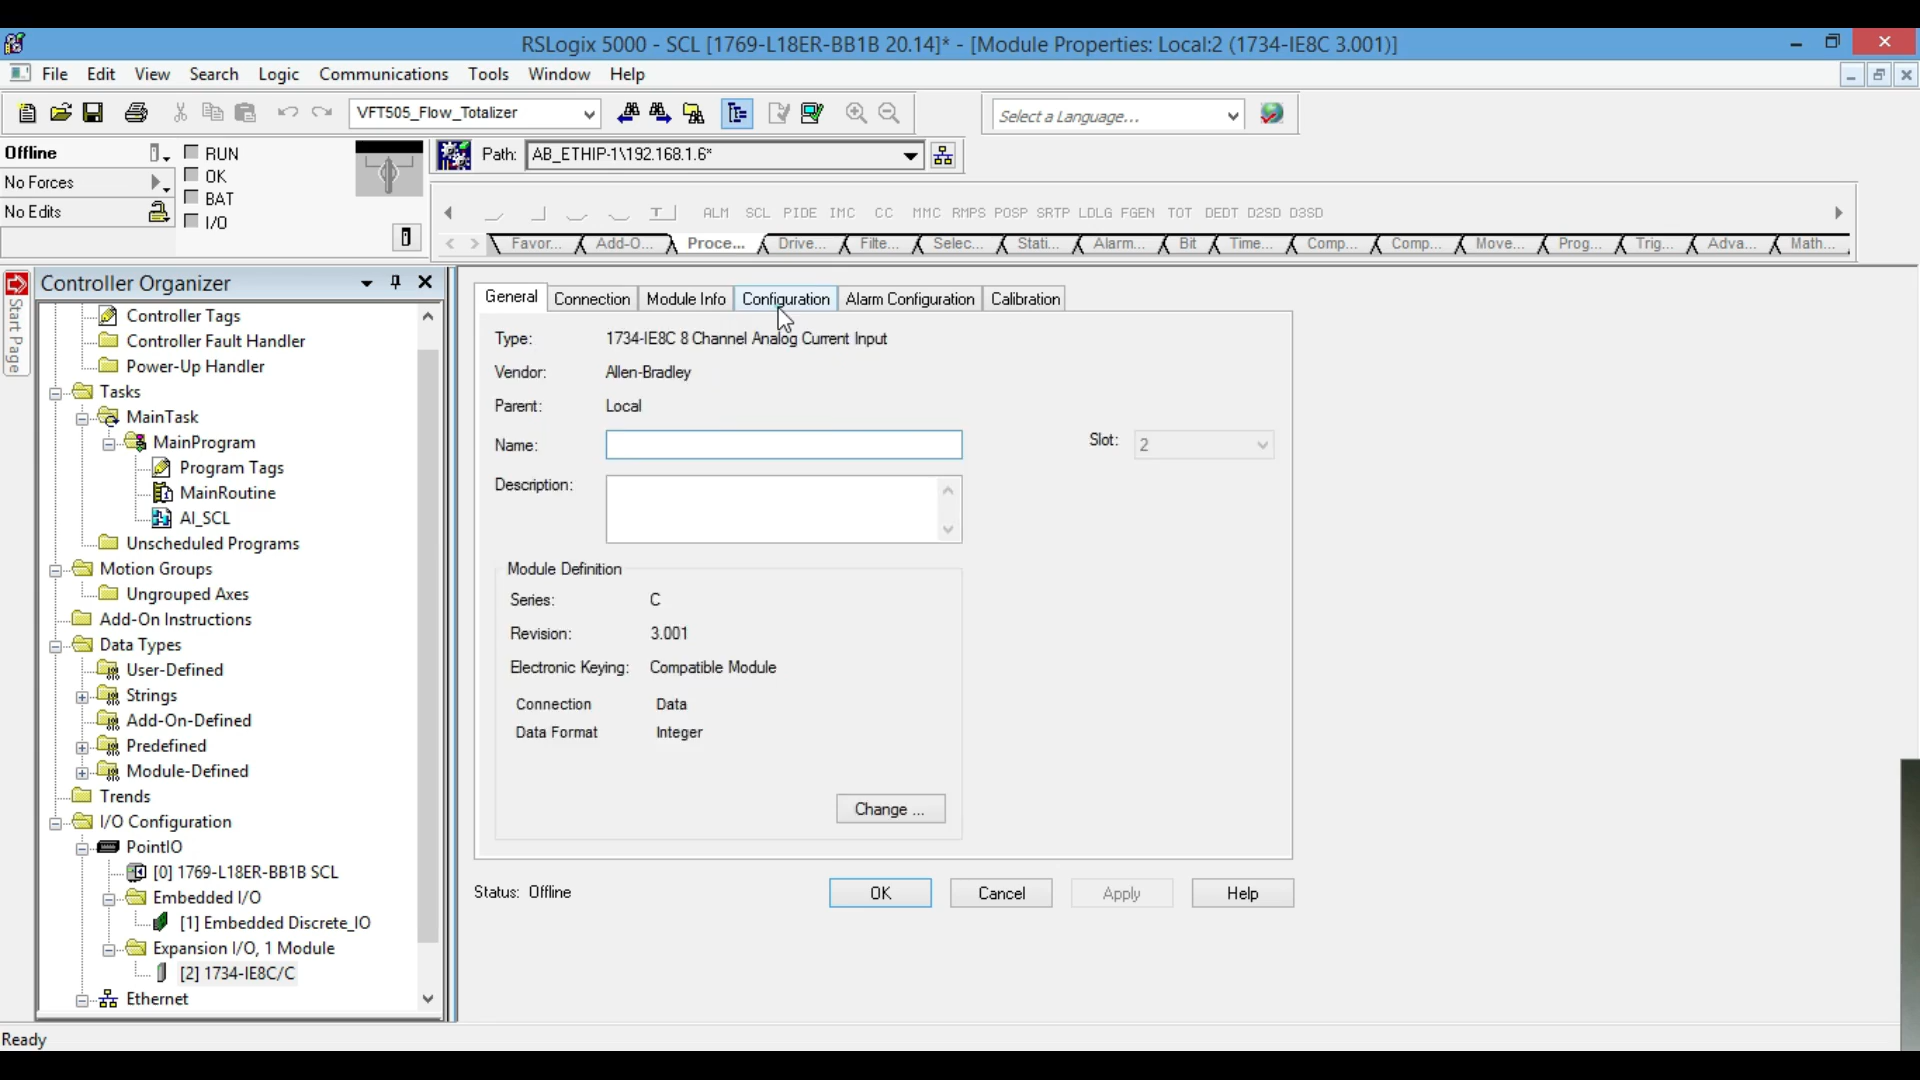 RSLogix 5000 - SCL [1769-L18ER-BB1B 20.14]* - [Module Properties: Local:2 (1734-IE8C 3.001)]
File Edit View Search Logic Communications Tools Window Help
VFT505_Flow_Totalizer
Select a Language...
Offline
RUN
Path: AB_ETHIP-1\192.168.1.6*
No Forces
OK
BAT
No Edits
I/O
T ALM SCL PIDE IMC CC MMC RMPS POSP SRTP LDLG FGEN TOT DEDT D2SD D3SD
Favor... Add-O... Proce... Drive... Filte... Selec... Stati... Alarm... Bit Time... Comp... Comp... Move... Prog... Trig... Adva... Math...
Start Page
Controller Organizer
Controller Tags
Controller Fault Handler
Power-Up Handler
Tasks
MainTask
MainProgram
Program Tags
MainRoutine
AI_SCL
Unscheduled Programs
Motion Groups
Ungrouped Axes
Add-On Instructions
Data Types
User-Defined
Strings
Add-On-Defined
Predefined
Module-Defined
Trends
I/O Configuration
PointIO
[0] 1769-L18ER-BB1B SCL
Embedded I/O
[1] Embedded Discrete_IO
Expansion I/O, 1 Module
[2] 1734-IE8C/C
Ethernet
General Connection Module Info Configuration Alarm Configuration Calibration
Type: 1734-IE8C 8 Channel Analog Current Input
Vendor: Allen-Bradley
Parent: Local
Name:
Slot: 2
Description:
Module Definition
Series: C
Revision: 3.001
Electronic Keying: Compatible Module
Connection Data
Data Format Integer
Change ...
Status: Offline
OK Cancel Apply Help
Ready